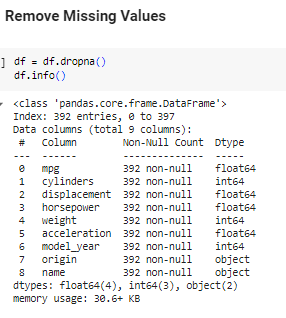 Remove Missing Values
] df = df.dropna()
df.info()
<class 'pandas.core.frame.DataFrame'>
Index: 392 entries, 0 to 397
Data columns (total 9 columns):
 #   Column        Non-Null Count  Dtype
---  ------        --------------  -----
 0   mpg           392 non-null    float64
 1   cylinders     392 non-null    int64
 2   displacement  392 non-null    float64
 3   horsepower    392 non-null    float64
 4   weight        392 non-null    int64
 5   acceleration  392 non-null    float64
 6   model_year    392 non-null    int64
 7   origin        392 non-null    object
 8   name          392 non-null    object
dtypes: float64(4), int64(3), object(2)
memory usage: 30.6+ KB